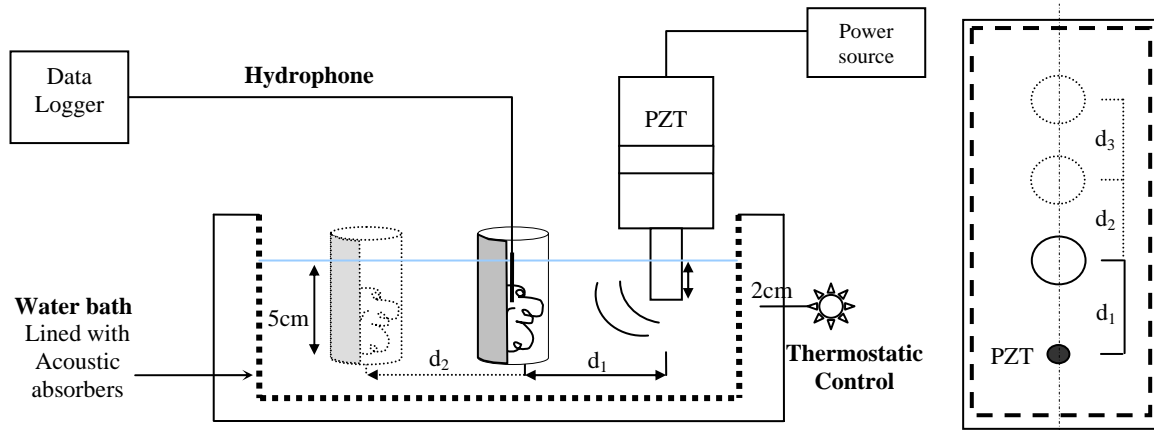 Data
Logger
Hydrophone
PZT
Power
source
Water bath
Lined with
Acoustic
absorbers
5cm
d2
d1
2cm
Thermostatic
Control
d3
d2
d1
PZT